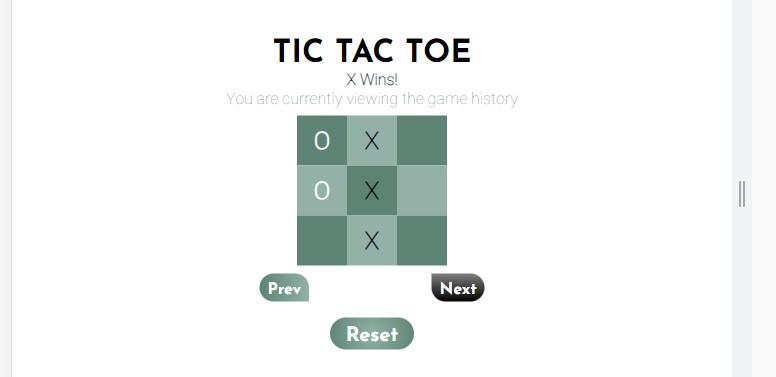 TIC TAC TOE
X Wins!
You are currently viewing the game history
O X
O X
X
Prev Next
Reset